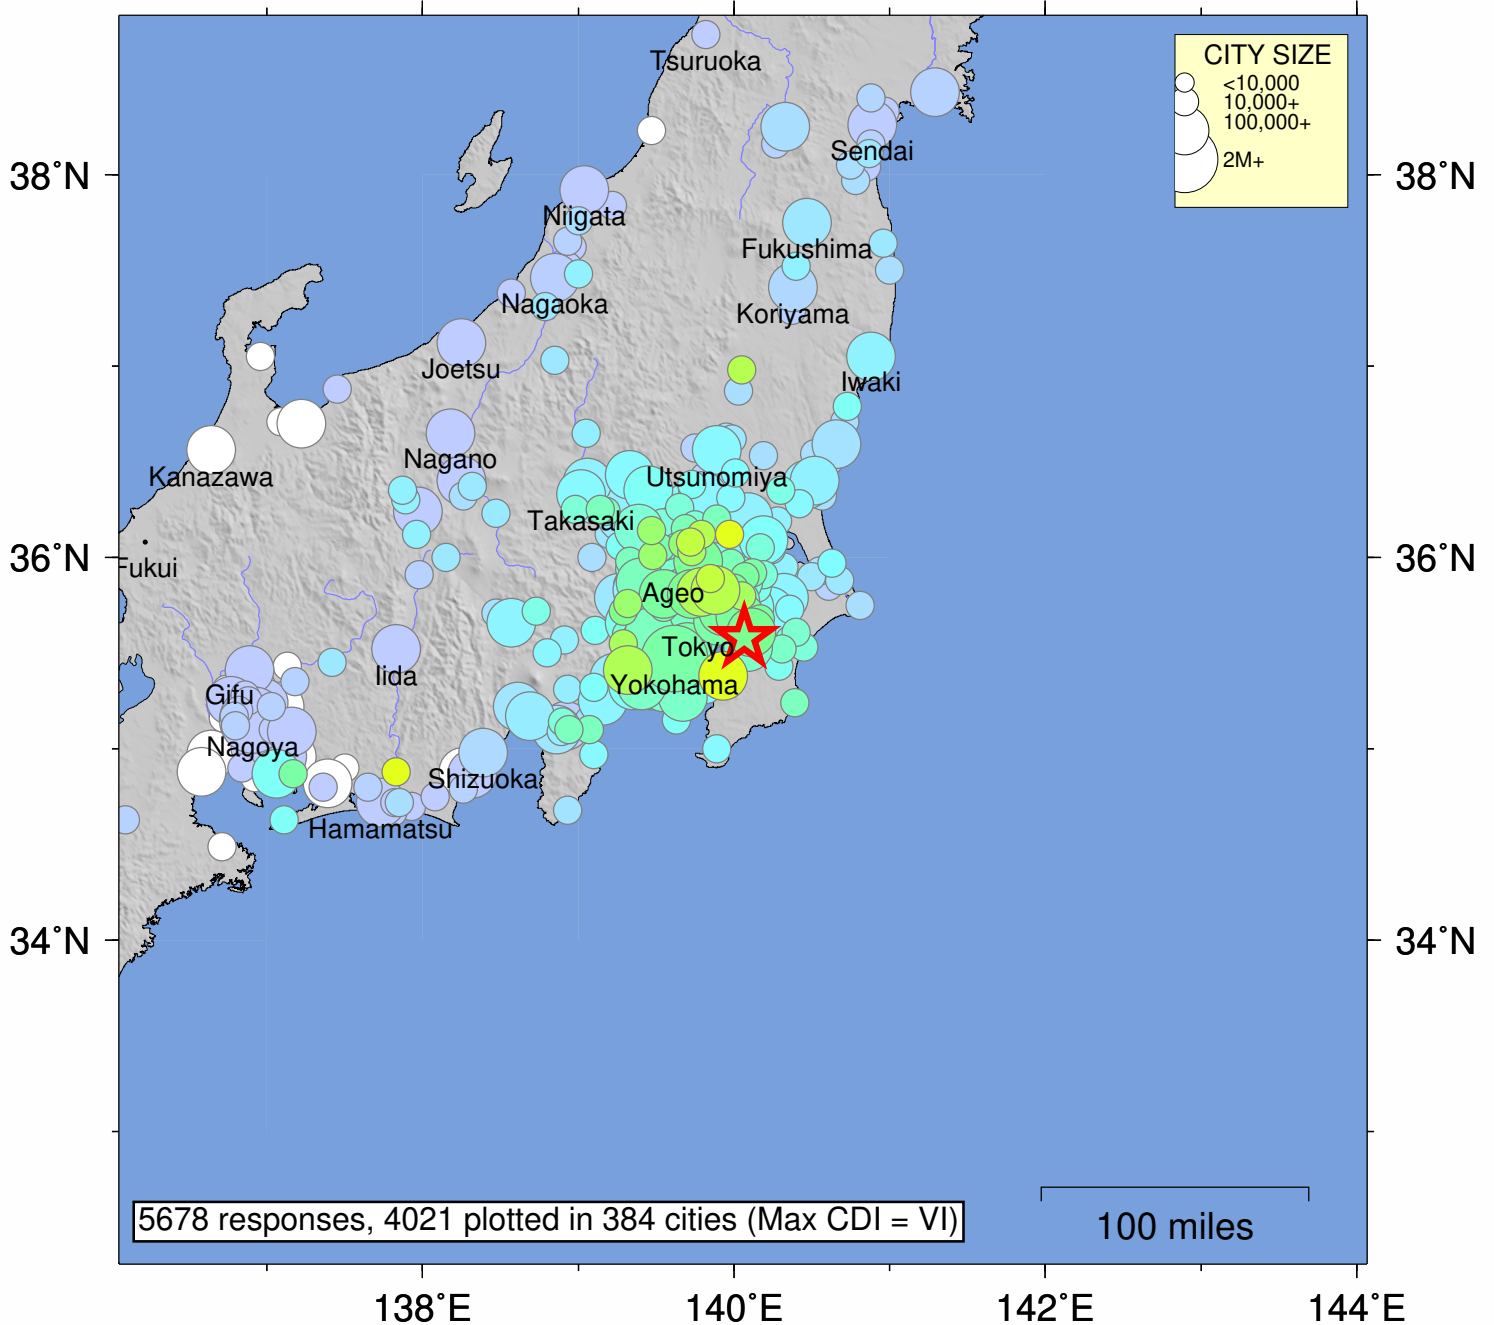 CITY SIZE
<10,000
10,000+
100,000+
2M+
Tsuruoka
Sendai
38˚N
38˚N
Niigata
Fukushima
Nagaoka
Koriyama
Joetsu
Iwaki
Nagano
Kanazawa
Utsunomiya
Takasaki
36˚N
36˚N
Fukui
Ageo
Tokyo
Iida
Yokohama
Gifu
Nagoya
Shizuoka
Hamamatsu
34˚N
34˚N
5678 responses, 4021 plotted in 384 cities (Max CDI = VI)
100 miles
138˚E
140˚E
142˚E
144˚E